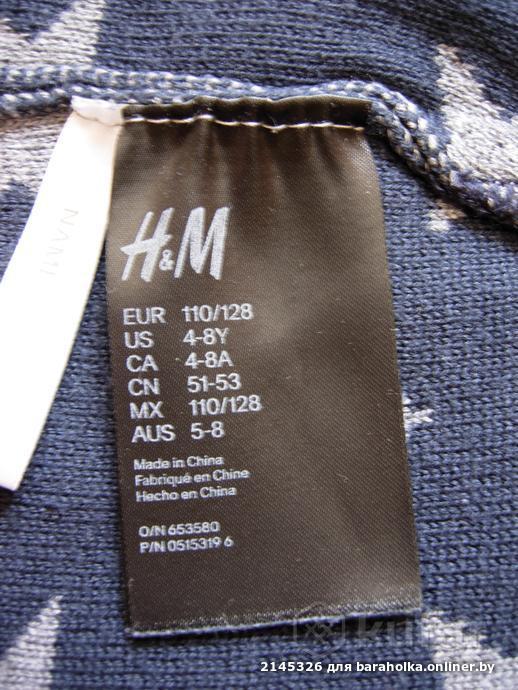 H&M
EUR 110/128
US 4-8Y
CA 4-8A
CN 51-53
MX 110/128
AUS 5-8
Made in China
Fabriqué en Chine
Hecho en China
O/N 653580
P/N 0515319 6
2145326 для baraholka.onliner.by